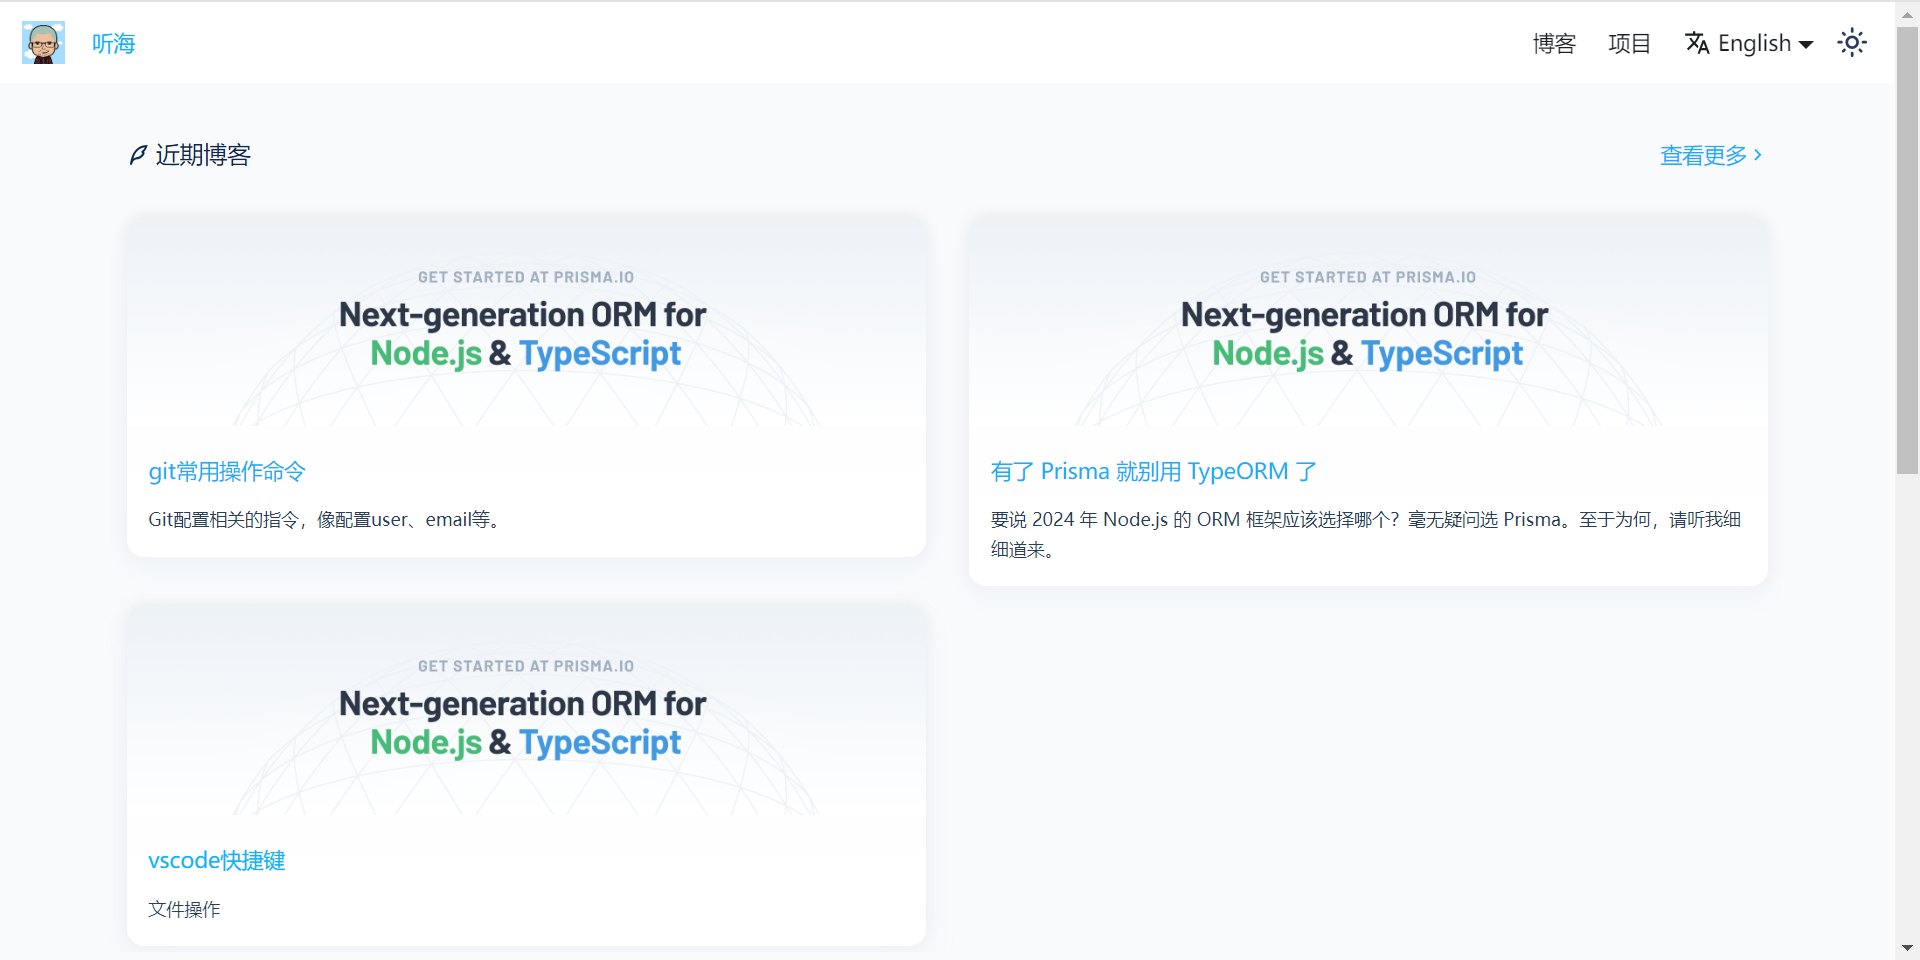 听海
博客
项目
English
近期博客
查看更多
GET STARTED AT PRISMA.IO
Next-generation ORM for
Node.js & TypeScript
git常用操作命令
Git配置相关的指令，像配置user、email等。
GET STARTED AT PRISMA.IO
Next-generation ORM for
Node.js & TypeScript
有了 Prisma 就别用 TypeORM 了
要说 2024 年 Node.js 的 ORM 框架应该选择哪个？毫无疑问选 Prisma。至于为何，请听我细
细道来。
GET STARTED AT PRISMA.IO
Next-generation ORM for
Node.js & TypeScript
vscode快捷键
文件操作